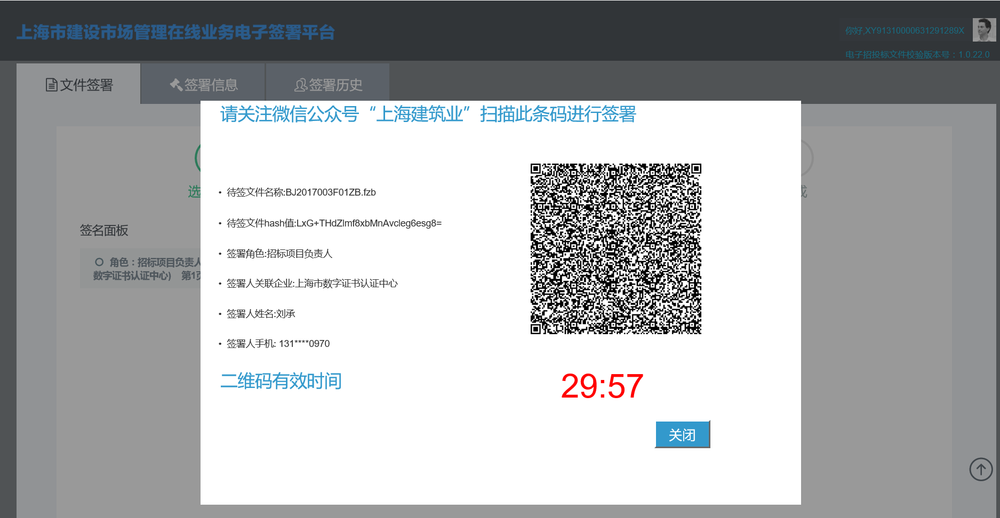 上海市建设市场管理在线业务电子签署平台
你好,XY91310000631291289X
电子招投标文件校验版本号：1.0.22.0
文件签署
签署信息
签署历史
请关注微信公众号“上海建筑业”扫描此条码进行签署
选
• 待签文件名称:BJ2017003F01ZB.fzb
• 待签文件hash值:LxG+THdZlmf8xbMnAvcleg6esg8=
签名面板
• 签署角色:招标项目负责人
角色：招标项目负责人
数字证书认证中心) 第1页
• 签署人关联企业:上海市数字证书认证中心
• 签署人姓名:刘承
• 签署人手机: 131****0970
二维码有效时间
29:57
关闭